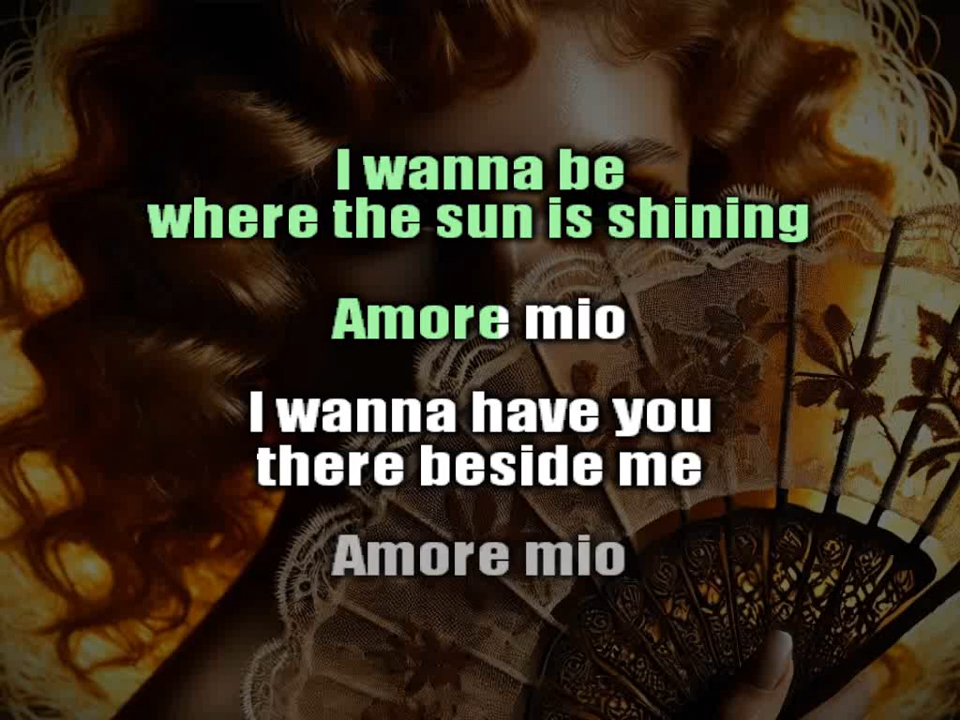 I wanna be
where the sun is shining
Amore mio
I wanna have you
there beside me
Amore mio